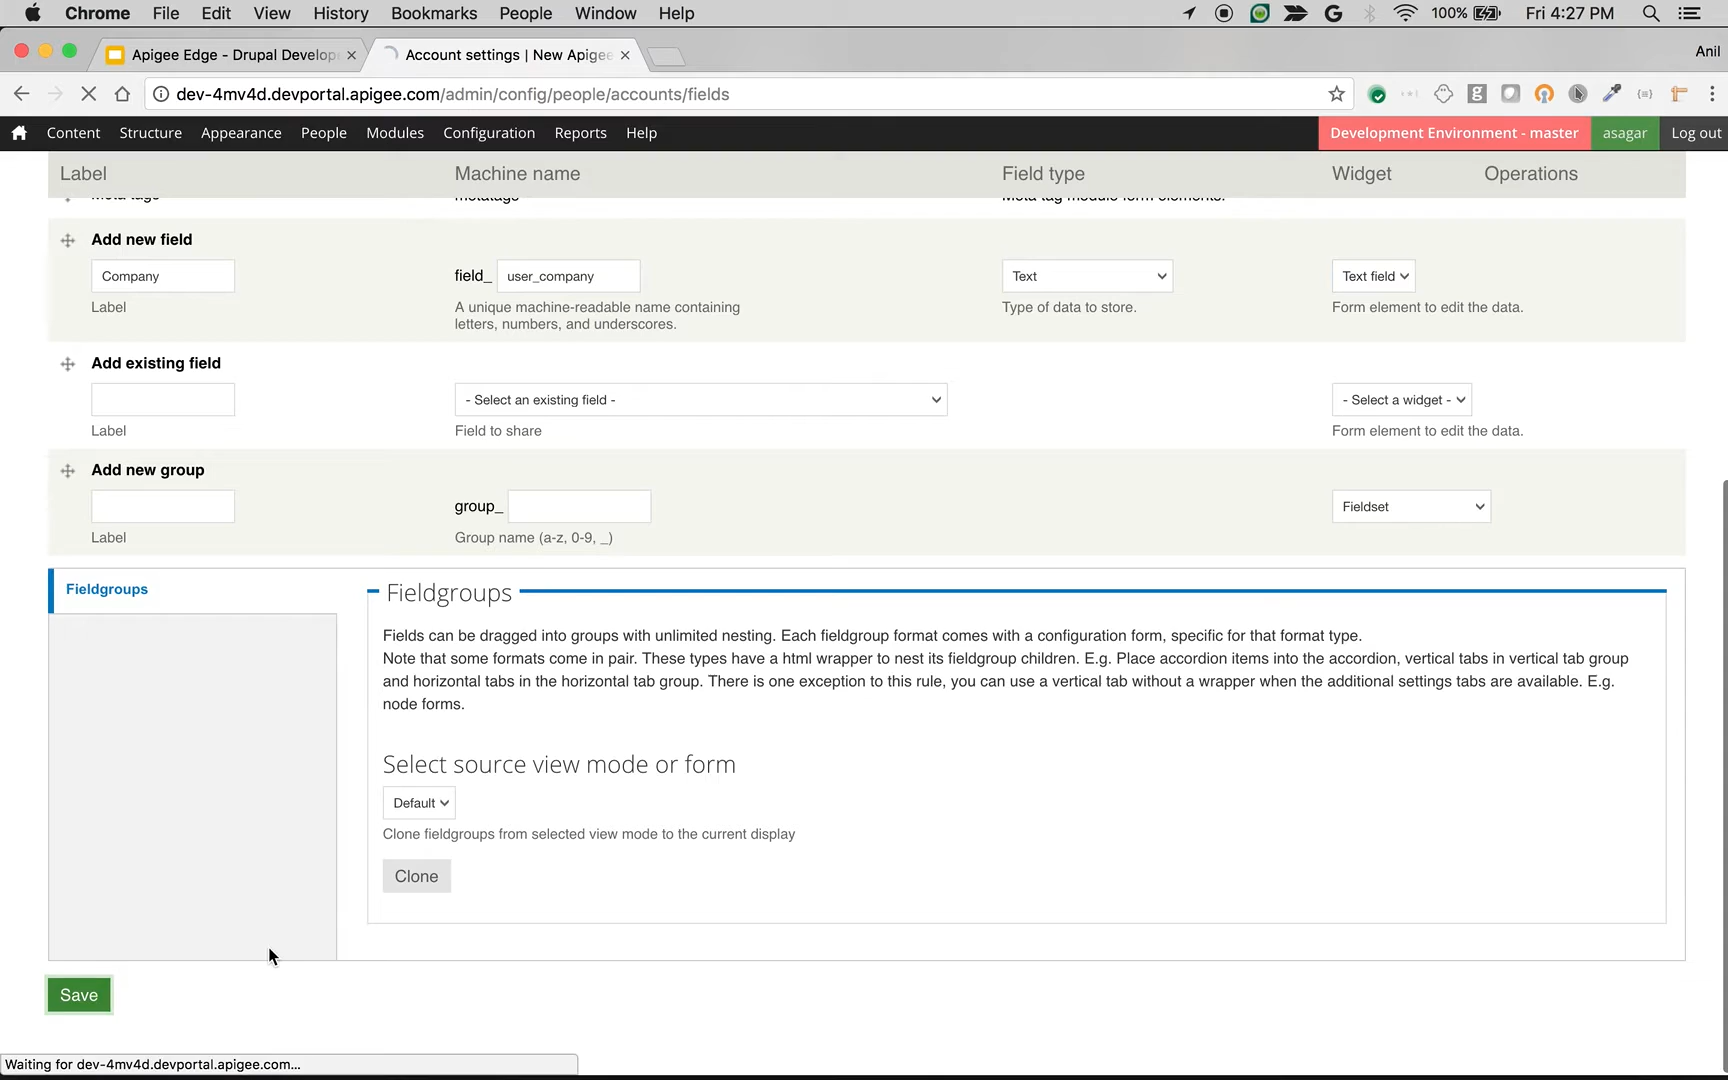 Chrome File Edit View History Bookmarks People Window Help 100% Fri 4:27 PM
Apigee Edge - Drupal Develop Account settings | New Apigee Anil
dev-4mv4d.devportal.apigee.com/admin/config/people/accounts/fields
Content Structure Appearance People Modules Configuration Reports Help Development Environment - master asagar Log out
Label Machine name Field type Widget Operations
Meta tags metatags Meta tag module form elements.
Add new field
Company field_ user_company Text Text field
Label A unique machine-readable name containing Type of data to store. Form element to edit the data.
letters, numbers, and underscores.
Add existing field
- Select an existing field - - Select a widget -
Label Field to share Form element to edit the data.
Add new group
group_ Fieldset
Label Group name (a-z, 0-9, _)
Fieldgroups Fieldgroups
Fields can be dragged into groups with unlimited nesting. Each fieldgroup format comes with a configuration form, specific for that format type.
Note that some formats come in pair. These types have a html wrapper to nest its fieldgroup children. E.g. Place accordion items into the accordion, vertical tabs in vertical tab group
and horizontal tabs in the horizontal tab group. There is one exception to this rule, you can use a vertical tab without a wrapper when the additional settings tabs are available. E.g.
node forms.
Select source view mode or form
Default
Clone fieldgroups from selected view mode to the current display
Clone
Save
Waiting for dev-4mv4d.devportal.apigee.com...